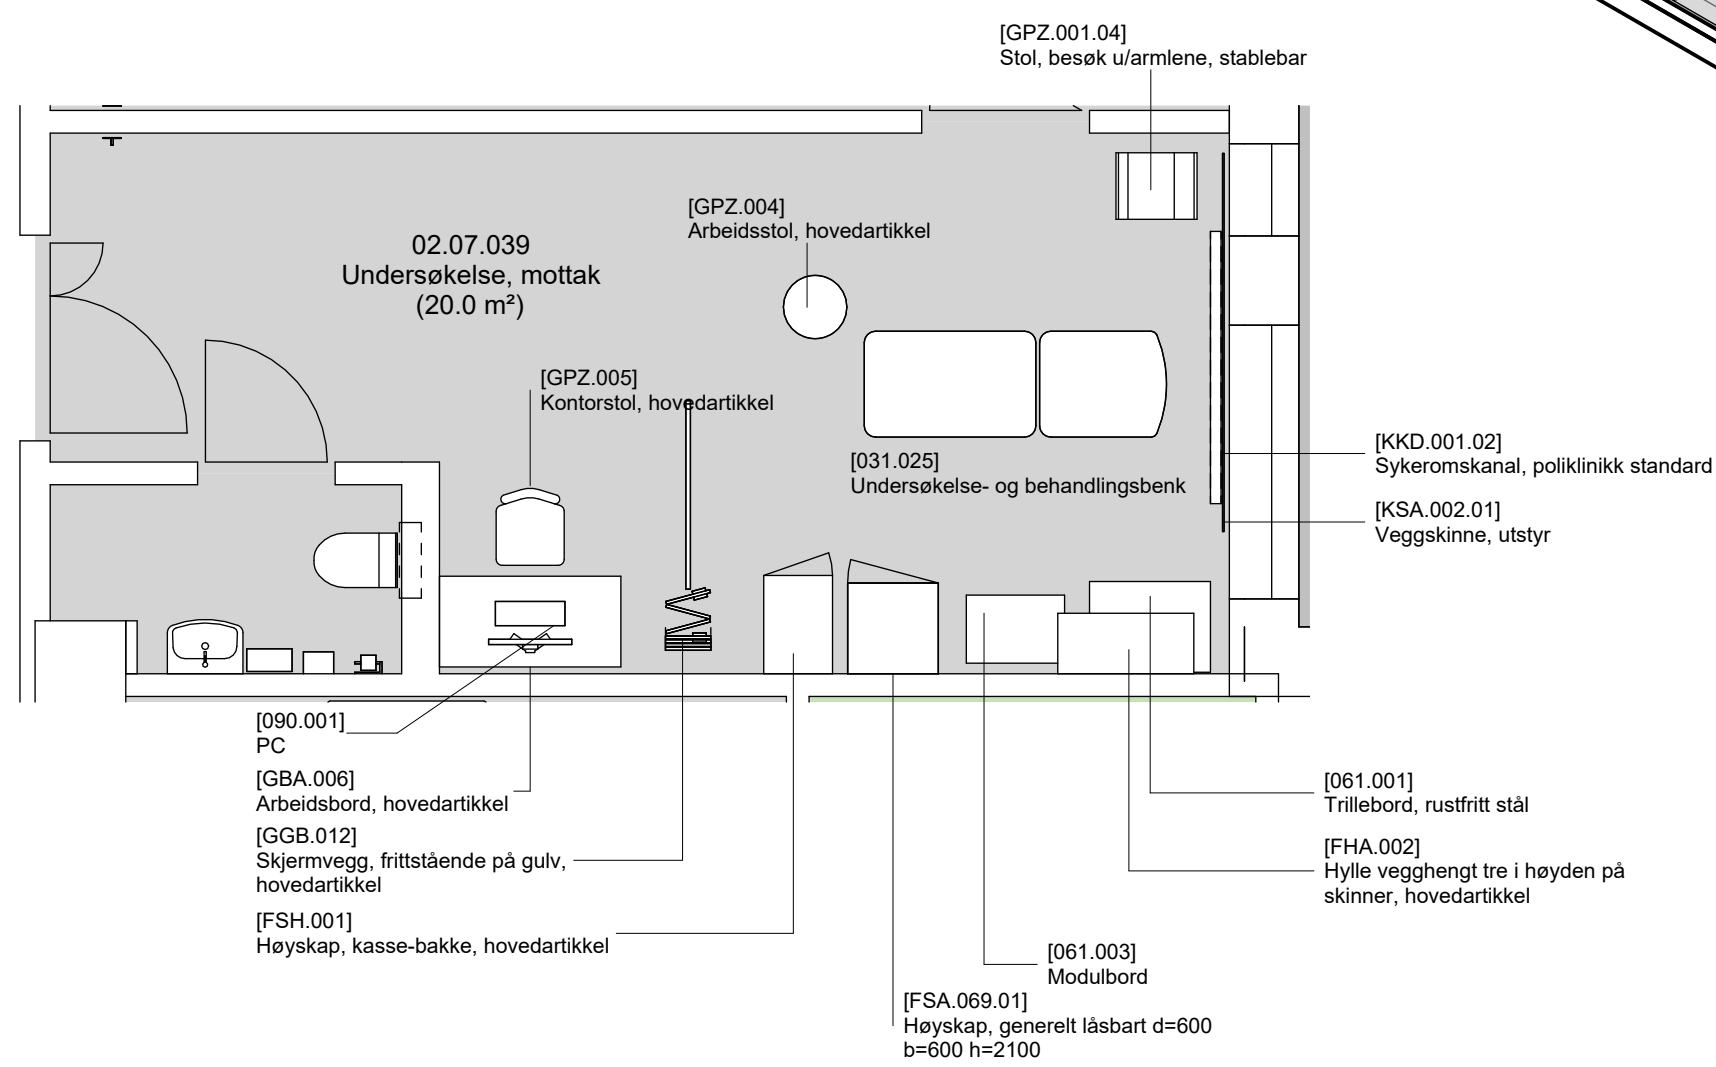 [GPZ.001.04]
Stol, besøk u/armlene, stablebar
[GPZ.004]
Arbeidsstol, hovedartikkel
02.07.039
Undersøkelse, mottak
(20.0 m²)
[GPZ.005]
Kontorstol, hovedartikkel
[031.025]
Undersøkelse- og behandlingsbenk
[KKD.001.02]
Sykeromskanal, poliklinikk standard
[KSA.002.01]
Veggskinne, utstyr
[090.001]
PC
[GBA.006]
Arbeidsbord, hovedartikkel
[GGB.012]
Skjermvegg, frittstående på gulv,
hovedartikkel
[FSH.001]
Høyskap, kasse-bakke, hovedartikkel
[061.001]
Trillebord, rustfritt stål
[FHA.002]
Hylle vegghengt tre i høyden på
skinner, hovedartikkel
[061.003]
Modulbord
[FSA.069.01]
Høyskap, generelt låsbart d=600
b=600 h=2100